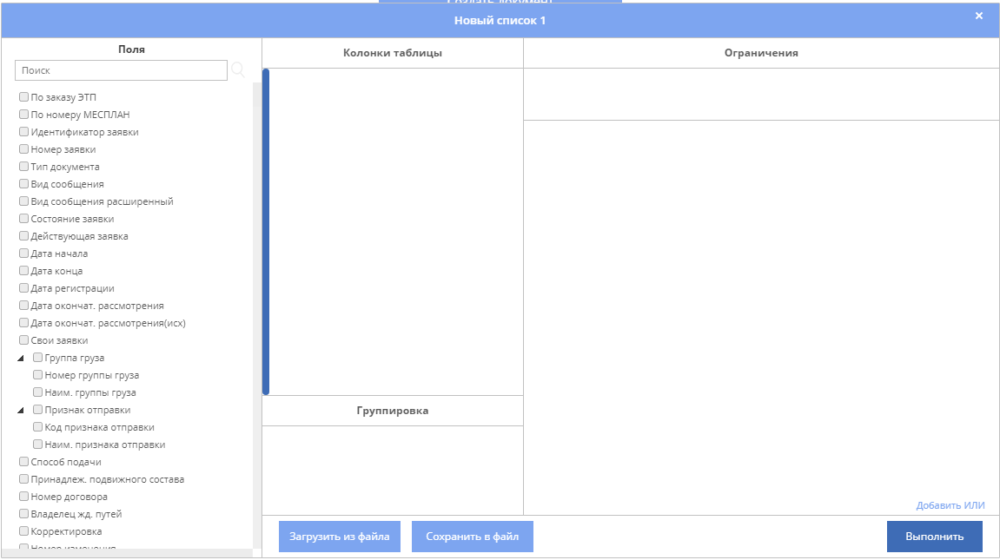 Создать документ
Новый список 1
×
Поля
Колонки таблицы
Ограничения
Поиск
По заказу ЭТП
По номеру МЕСПЛАН
Идентификатор заявки
Номер заявки
Тип документа
Вид сообщения
Вид сообщения расширенный
Состояние заявки
Действующая заявка
Дата начала
Дата конца
Дата регистрации
Дата окончат. рассмотрения
Дата окончат. рассмотрения(исх)
Свои заявки
Группа груза
Номер группы груза
Наим. группы груза
Признак отправки
Код признака отправки
Наим. признака отправки
Способ подачи
Принадлеж. подвижного состава
Номер договора
Владелец жд. путей
Корректировка
Номер изменения
Группировка
Добавить ИЛИ
Загрузить из файла
Сохранить в файл
Выполнить